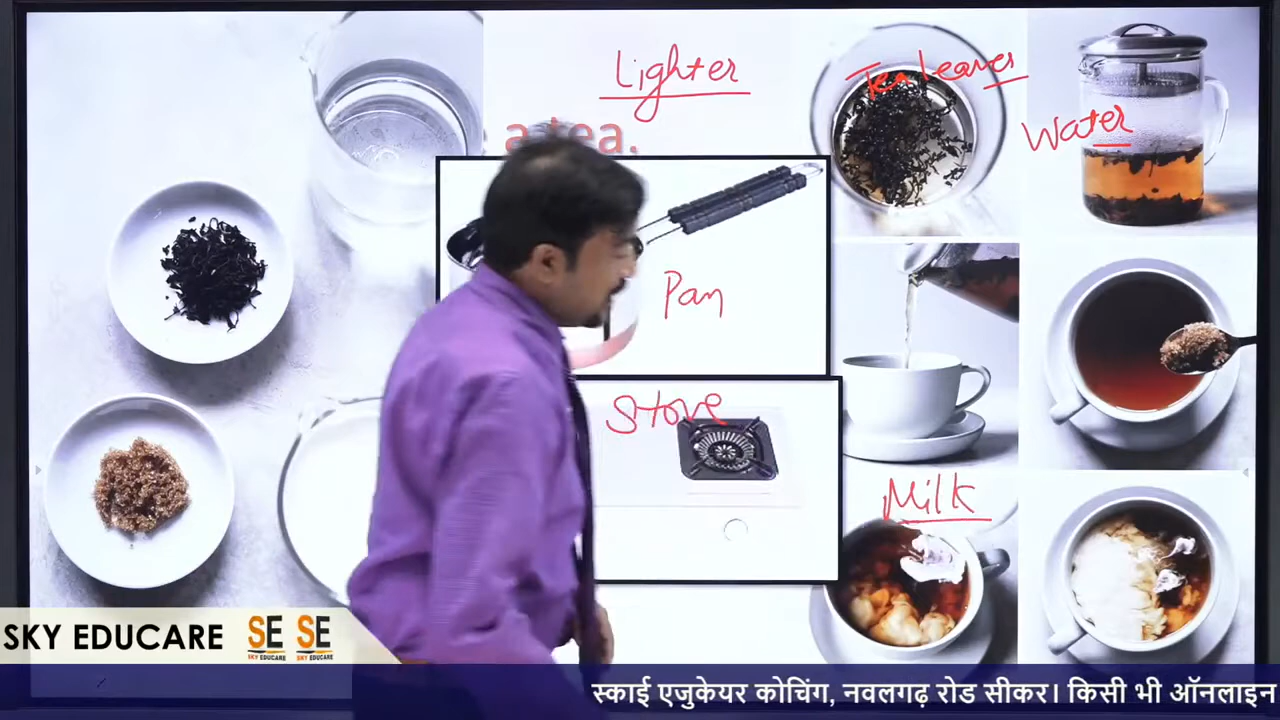 Lighter
Tea Leaves
a tea.
Water
Pan
Stove
Milk
SKY EDUCARE
SE SE
SKY EDUCARE SKY EDUCARE
स्काई एजुकेयर कोचिंग, नवलगढ़ रोड सीकर। किसी भी ऑनलाइन